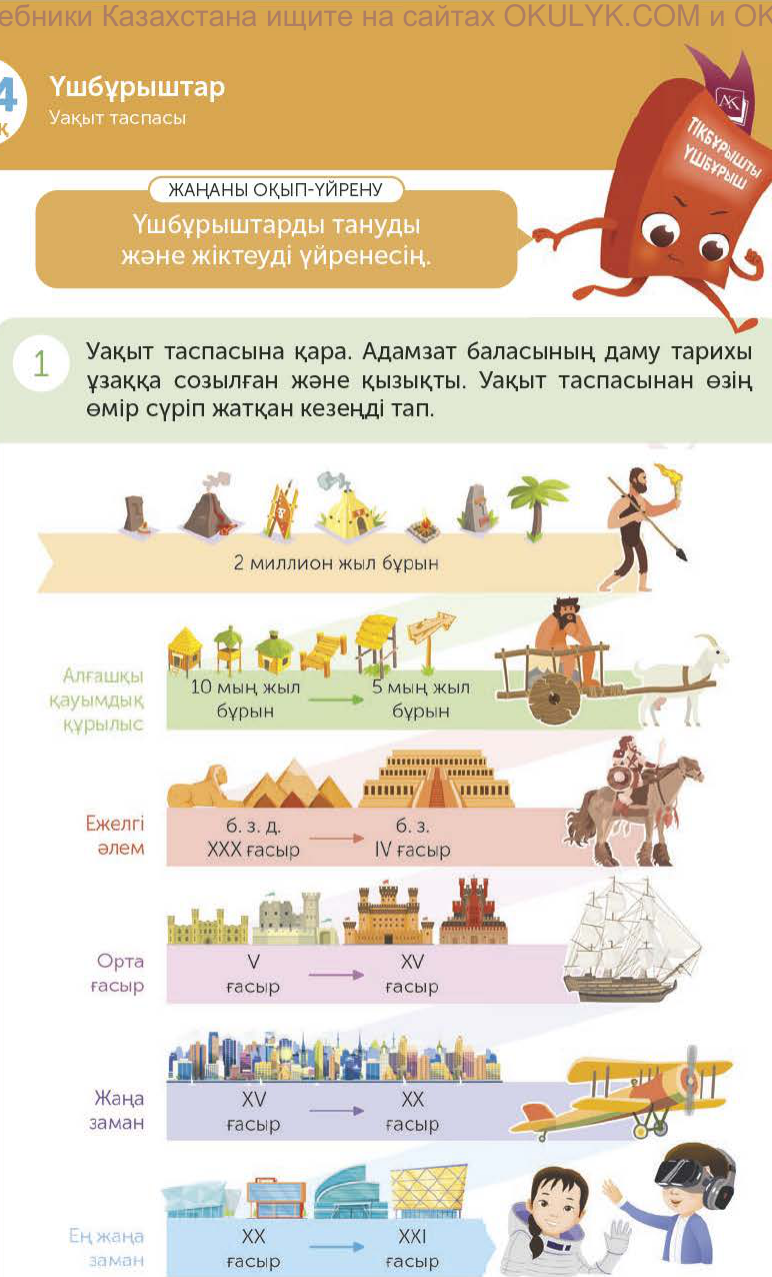 ебники Казахстана ищите на сайтах OKULYK.COM и OK
4
Үшбұрыштар
Уақыт таспасы
ТІКБҰРЫШТЫ
ҮШБҰРЫШ
ЖАҢАНЫ ОҚЫП-ҮЙРЕНУ
Үшбұрыштарды тануды
және жіктеуді үйренесің.
1
Уақыт таспасына қара. Адамзат баласының даму тарихы
ұзаққа созылған және қызықты. Уақыт таспасынан өзің
өмір сүріп жатқан кезеңді тап.
2 миллион жыл бұрын
Алғашқы
қауымдық
құрылыс
10 мың жыл
бұрын
5 мың жыл
бұрын
Ежелгі
әлем
б. з. д.
XXX ғасыр
б. з.
IV ғасыр
Орта
ғасыр
V
ғасыр
XV
ғасыр
Жаңа
заман
XV
ғасыр
XX
ғасыр
Ең жаңа
заман
XX
ғасыр
XXI
ғасыр